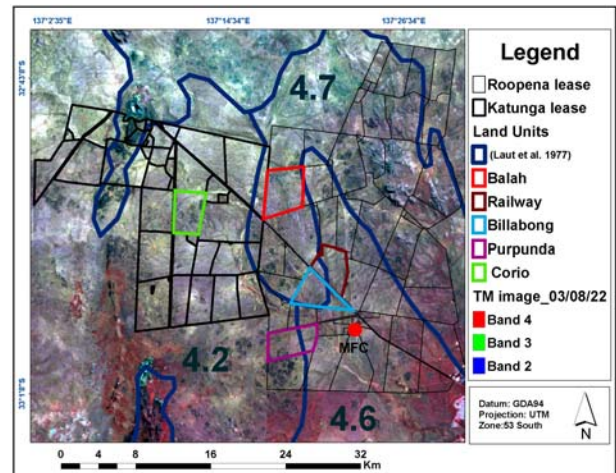 137°2'35"E
137°14'34"E
137°26'34"E
32°43'8"S
33°1'8"S
4.7
4.2
4.6
MFC
Legend
Roopena lease
Katunga lease
Land Units
(Laut et al. 1977)
Balah
Railway
Billabong
Purpunda
Corio
TM image_03/08/22
Band 4
Band 3
Band 2
Datum: GDA94
Projection: UTM
Zone:53 South
N
0 4 8 16 24 32
Km